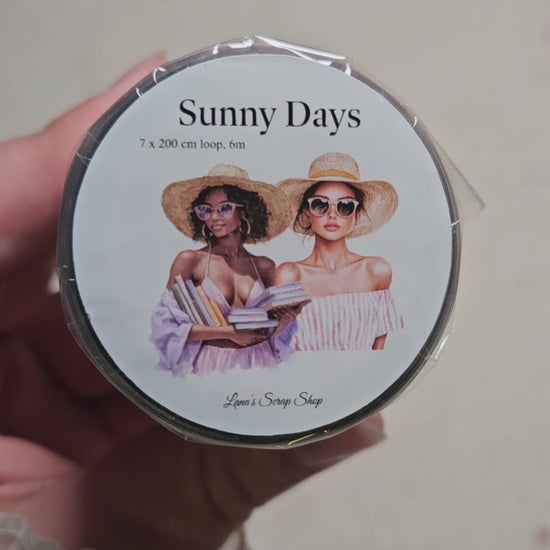 Sunny Days
7 x 200 cm loop, 6m
Lana's Scrap Shop